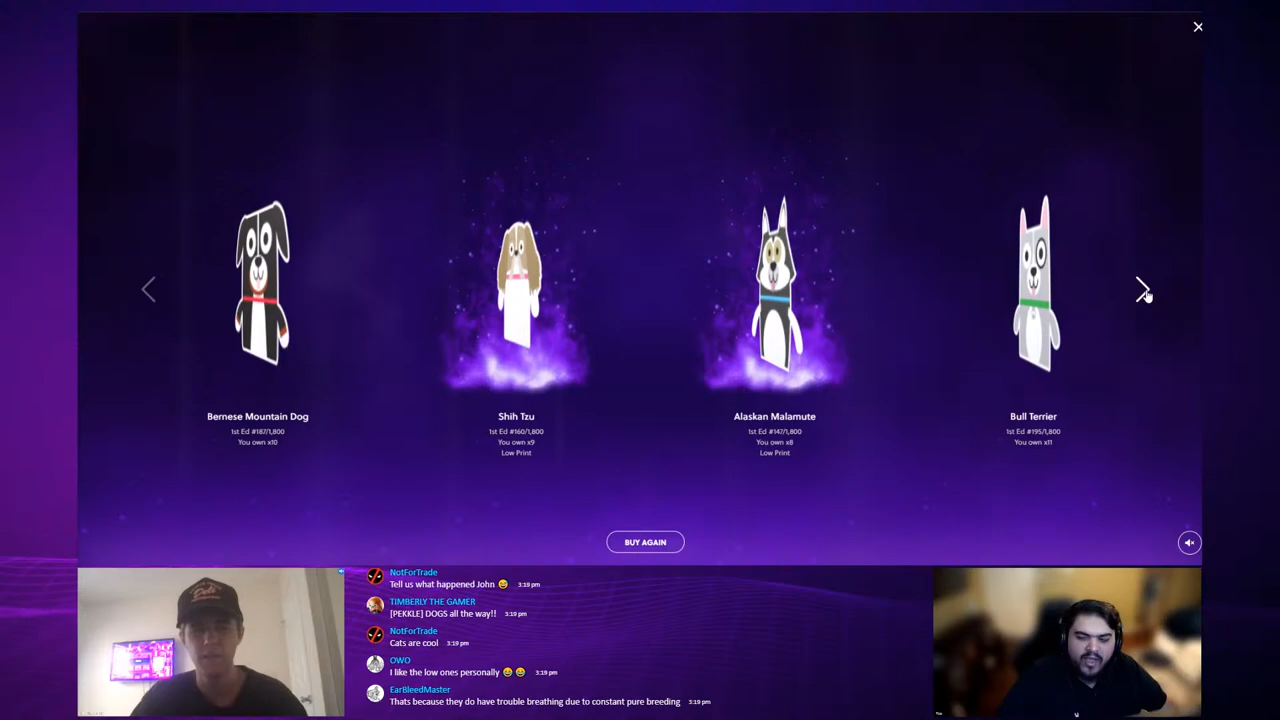 Bernese Mountain Dog
1st Ed #187/1,800
You own x10
Shih Tzu
1st Ed #160/1,800
You own x9
Low Print
Alaskan Malamute
1st Ed #147/1,800
You own x8
Low Print
Bull Terrier
1st Ed #195/1,800
You own x11
BUY AGAIN
NotForTrade
Tell us what happened John 3:19 pm
TIMBERLY THE GAMER
[PEKKLE] DOGS all the way!! 3:19 pm
NotForTrade
Cats are cool 3:19 pm
OWO
I like the low ones personally 3:19 pm
EarBleedMaster
Thats because they do have trouble breathing due to constant pure breeding 3:19 pm